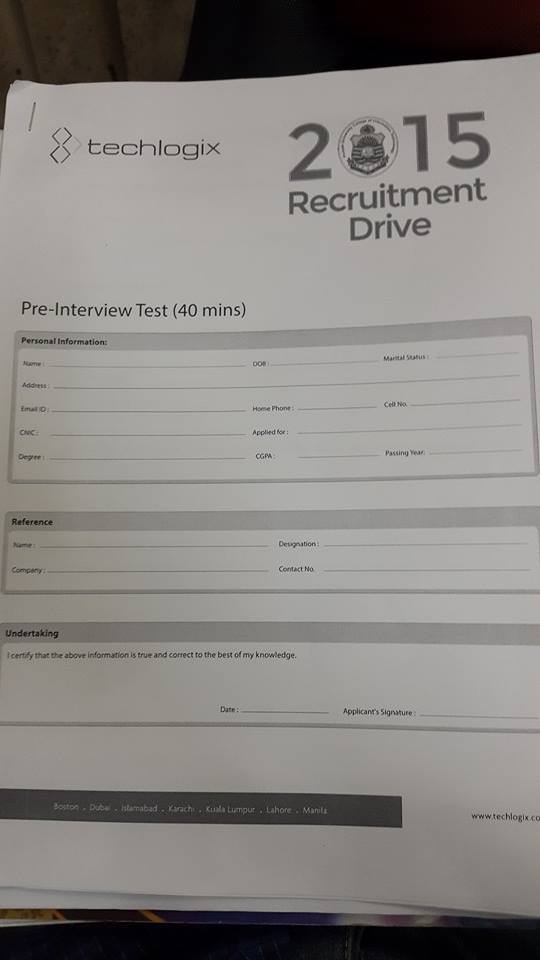 techlogix
2015
Recruitment
Drive
Pre-Interview Test (40 mins)
Personal Information:
Name : DOB : Marital Status :
Address :
Email ID : Home Phone : Cell No.
CNIC : Applied for :
Degree : CGPA : Passing Year:
Reference
Name : Designation :
Company : Contact No.
Undertaking
I certify that the above information is true and correct to the best of my knowledge.
Date : Applicant's Signature :
Boston . Dubai . Islamabad . Karachi . Kuala Lumpur . Lahore . Manila
www.techlogix.co